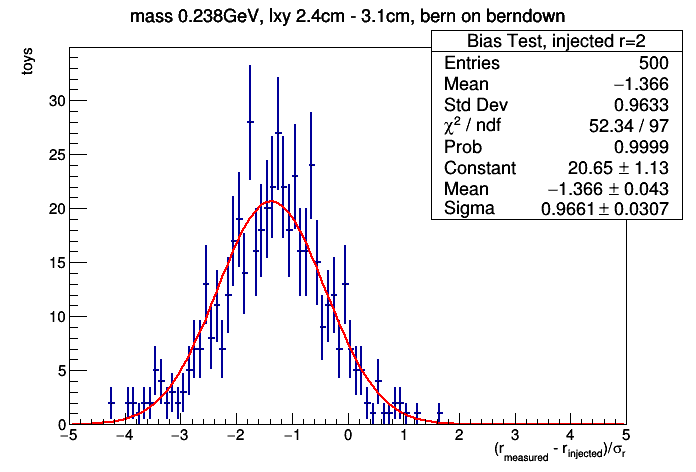 mass 0.238GeV, lxy 2.4cm - 3.1cm, bern on berndown
Bias Test, injected r=2
Entries 500
Mean −1.366
Std Dev 0.9633
χ² / ndf 52.34 / 97
Prob 0.9999
Constant 20.65 ± 1.13
Mean −1.366 ± 0.043
Sigma 0.9661 ± 0.0307
toys
30
25
20
15
10
5
0
−5 −4 −3 −2 −1 0 1 2 3 4 5
(r_measured - r_injected)/σ_r